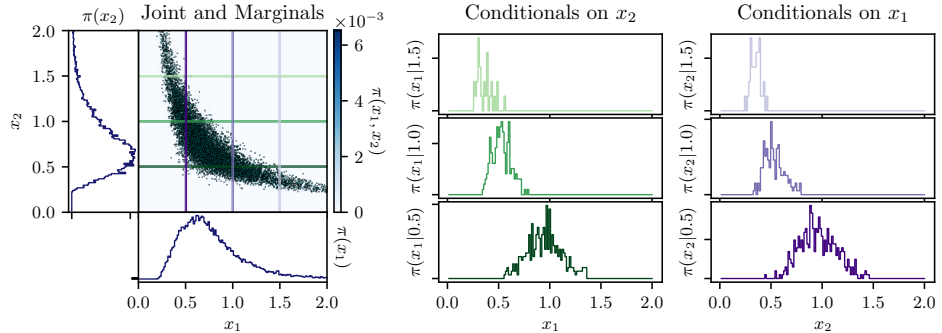 π(x₂) Joint and Marginals
×10⁻³
2.0
1.5
1.0
0.5
0.0
x₂
6
4
2
0
π(x₁, x₂)
π(x₁)
0.0 0.5 1.0 1.5 2.0
x₁
Conditionals on x₂
π(x₁|1.5)
π(x₁|1.0)
π(x₁|0.5)
0.0 0.5 1.0 1.5 2.0
x₁
Conditionals on x₁
π(x₂|1.5)
π(x₂|1.0)
π(x₂|0.5)
0.0 0.5 1.0 1.5 2.0
x₂